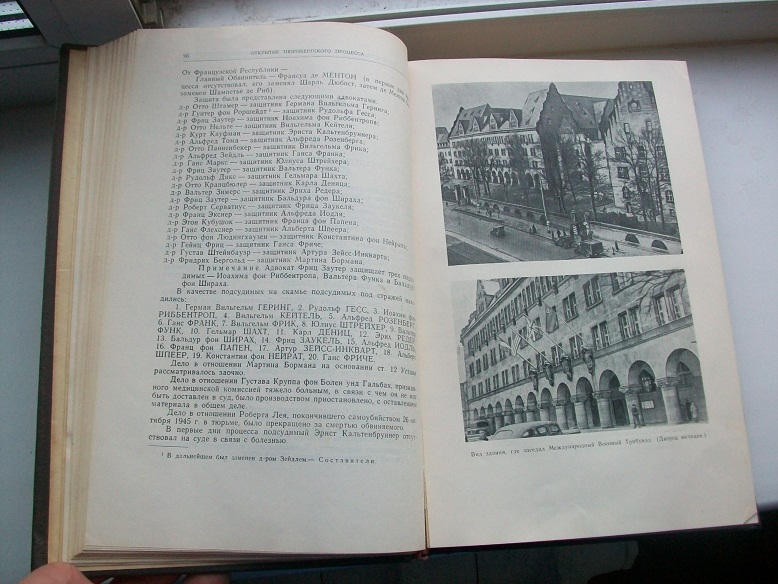 96
ОТКРЫТИЕ НЮРНБЕРГСКОГО ПРОЦЕССА
От Французской Республики —
Главный Обвинитель — Франсуа де МЕНТОН (в первые дни
цесса отсутствовал, его заменял Шарль Дюбост, затем де Ментон
заменен Шампетье де Риб)
Защита была представлена следующими адвокатами:
д-р Отто Штамер — защитник Германа Вильгельма Геринга;
д-р Гунтер фон Роршейдт ¹ — защитник Рудольфа Гесса;
д-р Фриц Заутер — защитник Иоахима фон Риббентропа;
д-р Отто Нельте — защитник Вильгельма Кейтеля;
д-р Курт Кауфман — защитник Эрнста Кальтенбруннера;
д-р Альфред Тома — защитник Альфреда Розенберга;
д-р Отто Панненбекер — защитник Вильгельма Фрика;
д-р Альфред Зейдль — защитник Ганса Франка;
д-р Ганс Маркс — защитник Юлиуса Штрейхера;
д-р Фриц Заутер — защитник Вальтера Функа;
д-р Рудольф Дикс — защитник Гельмара Шахта;
д-р Отто Кранцбюлер — защитник Карла Деница;
д-р Вальтер Зимерс — защитник Эриха Редера;
д-р Фриц Заутер — защитник Бальдура фон Шираха;
д-р Роберт Серватиус — защитник Фрица Заукеля;
д-р Франц Экснер — защитник Альфреда Иодля;
д-р Эгон Кубушок — защитник Франца фон Папена;
д-р Ганс Флекснер — защитник Альберта Шпеера;
д-р Отто фон Людингхаузен — защитник Константина фон Нейрата;
д-р Гейнц Фриц — защитник Ганса Фриче;
д-р Густав Штейнбауэр — защитник Артура Зейсс-Инкварта;
д-р Фридрих Бергольд — защитник Мартина Бормана.
Примечание. Адвокат Фриц Заутер защищает трех
димых — Иоахима фон Риббентропа, Вальтера Функа и
фон Шираха.
В качестве подсудимых на скамье подсудимых под стражей
дились:
1. Герман Вильгельм ГЕРИНГ, 2. Рудольф ГЕСС, 3. Иоахим фон
РИББЕНТРОП, 4. Вильгельм КЕЙТЕЛЬ, 5. Альфред РОЗЕНБЕРГ,
6. Ганс ФРАНК, 7. Вильгельм ФРИК, 8. Юлиус ШТРЕЙХЕР, 9.
ФУНК, 10. Гельмар ШАХТ, 11. Карл ДЕНИЦ, 12. Эрих РЕДЕР,
13. Бальдур фон ШИРАХ, 14. Фриц ЗАУКЕЛЬ, 15. Альфред ИОДЛЬ,
16. Франц фон ПАПЕН, 17. Артур ЗЕЙСС-ИНКВАРТ, 18. Альберт
ШПЕЕР, 19. Константин фон НЕЙРАТ, 20. Ганс ФРИЧЕ.
Дело в отношении Мартина Бормана на основании ст. 12 Устава
рассматривалось заочно.
Дело в отношении Густава Круппа фон Болен унд Гальбах,
ного медицинской комиссией тяжело больным, в связи с чем он не мог
быть доставлен в суд, было производством приостановлено, с оставлением
материала в общем деле.
Дело в отношении Роберта Лея, покончившего самоубийством 26
тября 1945 г. в тюрьме, было прекращено за смертью обвиняемого.
В первые дни процесса подсудимый Эрнст Кальтенбруннер отсут-
ствовал на суде в связи с болезнью.
¹ В дальнейшем был заменен д-ром Зейдлем.— Составители.
Вид здания, где заседал Международный Военный Трибунал. (Дворец юстиции.)